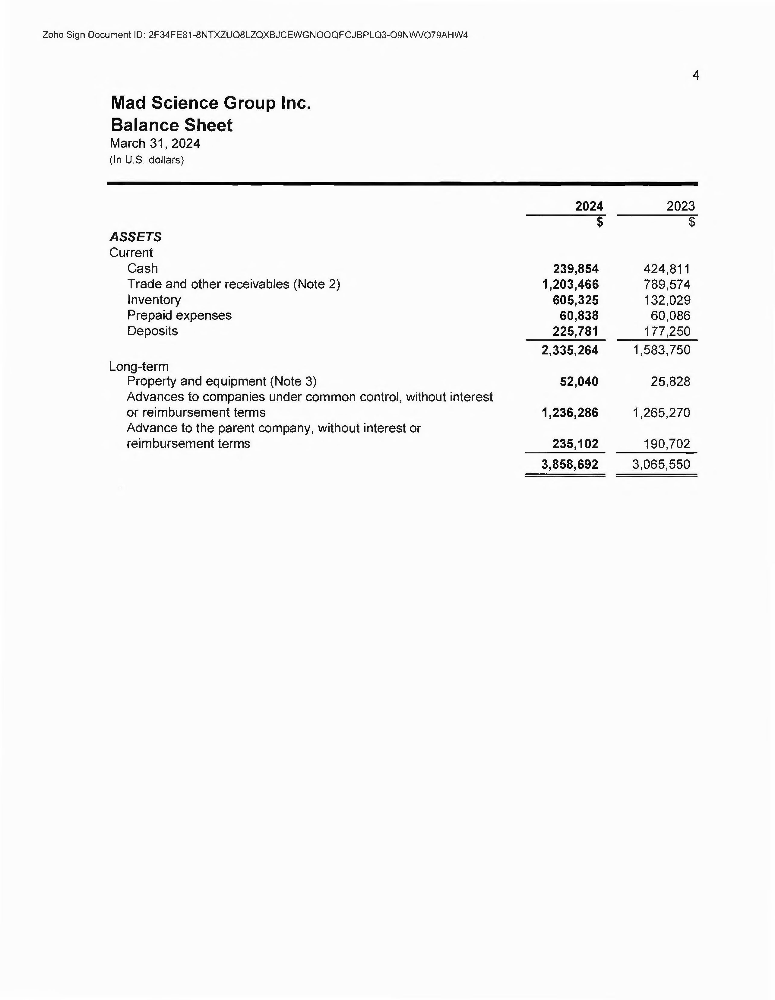 Zoho Sign Document ID: 2F34FE81-8NTXZUQ8LZQXBJCEWGNOOQFCJBPLQ3-O9NWVO79AHW4
4
Mad Science Group Inc.
Balance Sheet
March 31, 2024
(In U.S. dollars)
2024 2023
$ $
ASSETS
Current
Cash 239,854 424,811
Trade and other receivables (Note 2) 1,203,466 789,574
Inventory 605,325 132,029
Prepaid expenses 60,838 60,086
Deposits 225,781 177,250
2,335,264 1,583,750
Long-term
Property and equipment (Note 3) 52,040 25,828
Advances to companies under common control, without interest
or reimbursement terms 1,236,286 1,265,270
Advance to the parent company, without interest or
reimbursement terms 235,102 190,702
3,858,692 3,065,550